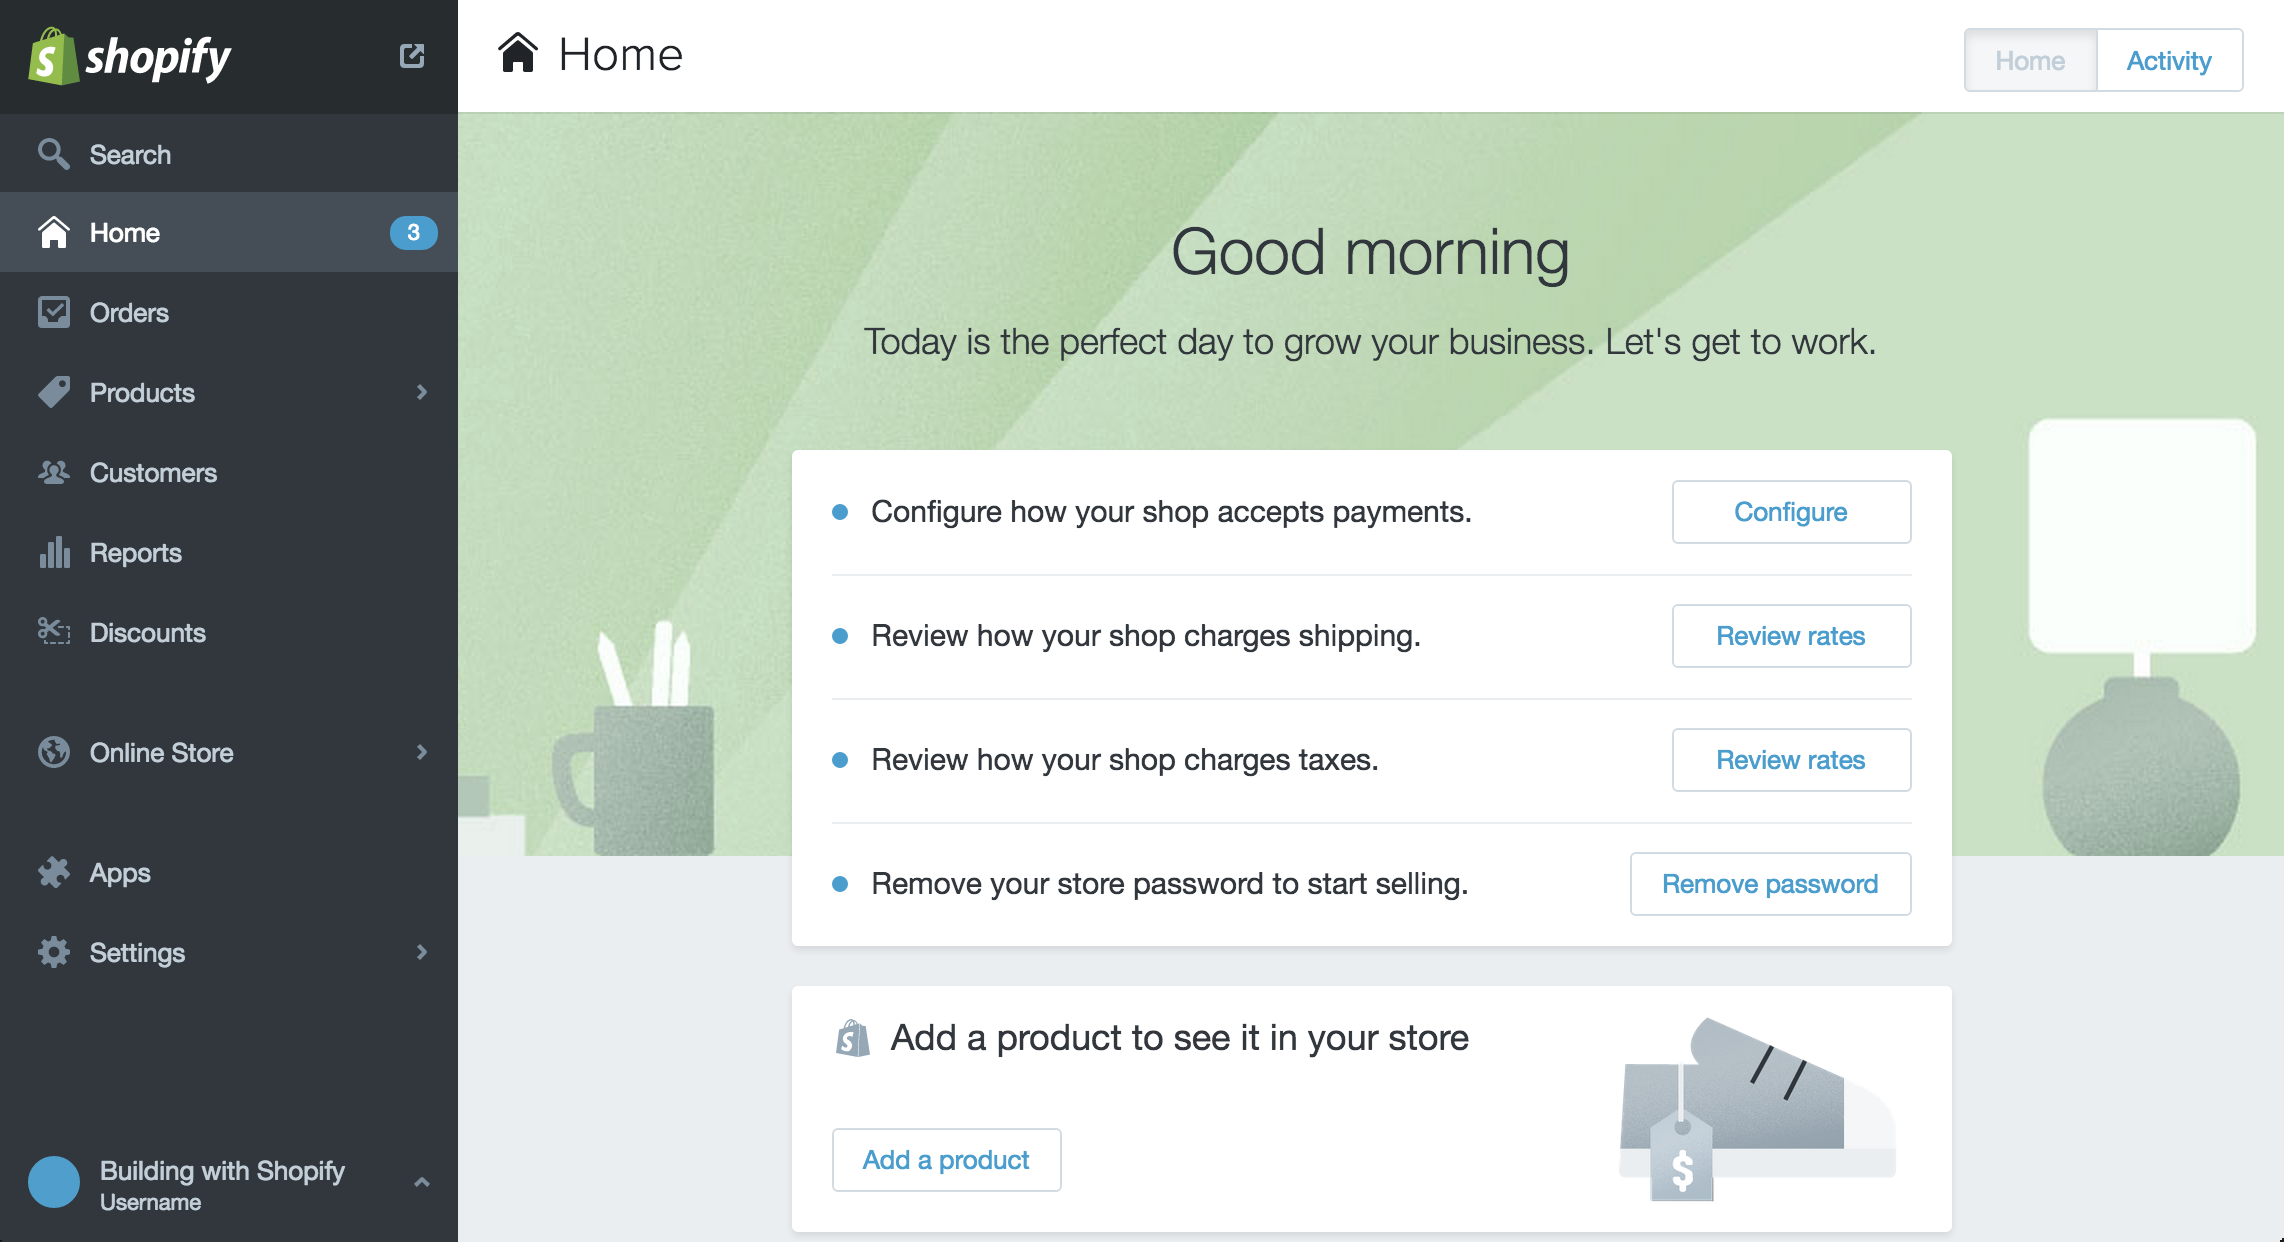 shopify
Search
Home 3
Orders
Products
Customers
Reports
Discounts
Online Store
Apps
Settings
Building with Shopify
Username
Home
Home Activity
Good morning
Today is the perfect day to grow your business. Let's get to work.
Configure how your shop accepts payments. Configure
Review how your shop charges shipping. Review rates
Review how your shop charges taxes. Review rates
Remove your store password to start selling. Remove password
Add a product to see it in your store
Add a product
$